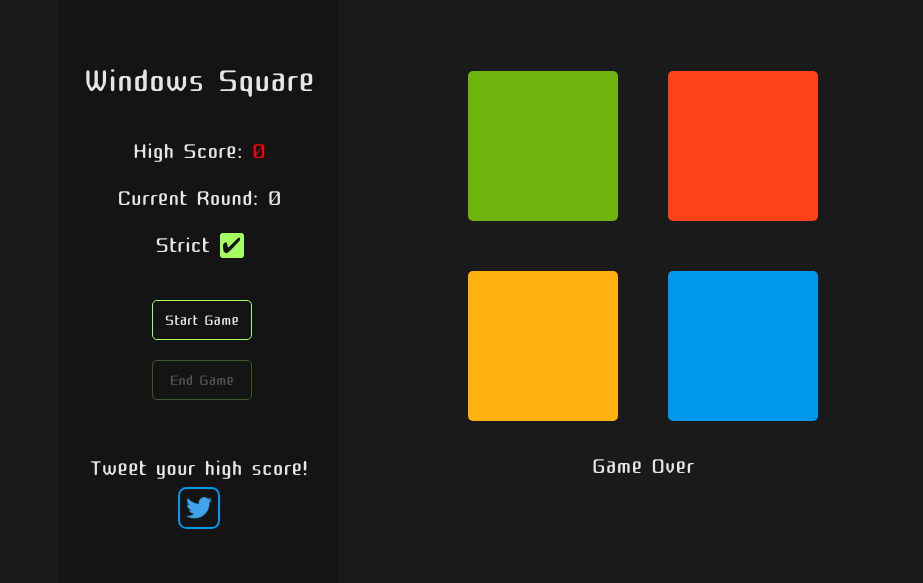 Windows Square
High Score: 0
Current Round: 0
Strict ✔
Start Game
End Game
Tweet your high score!
Game Over